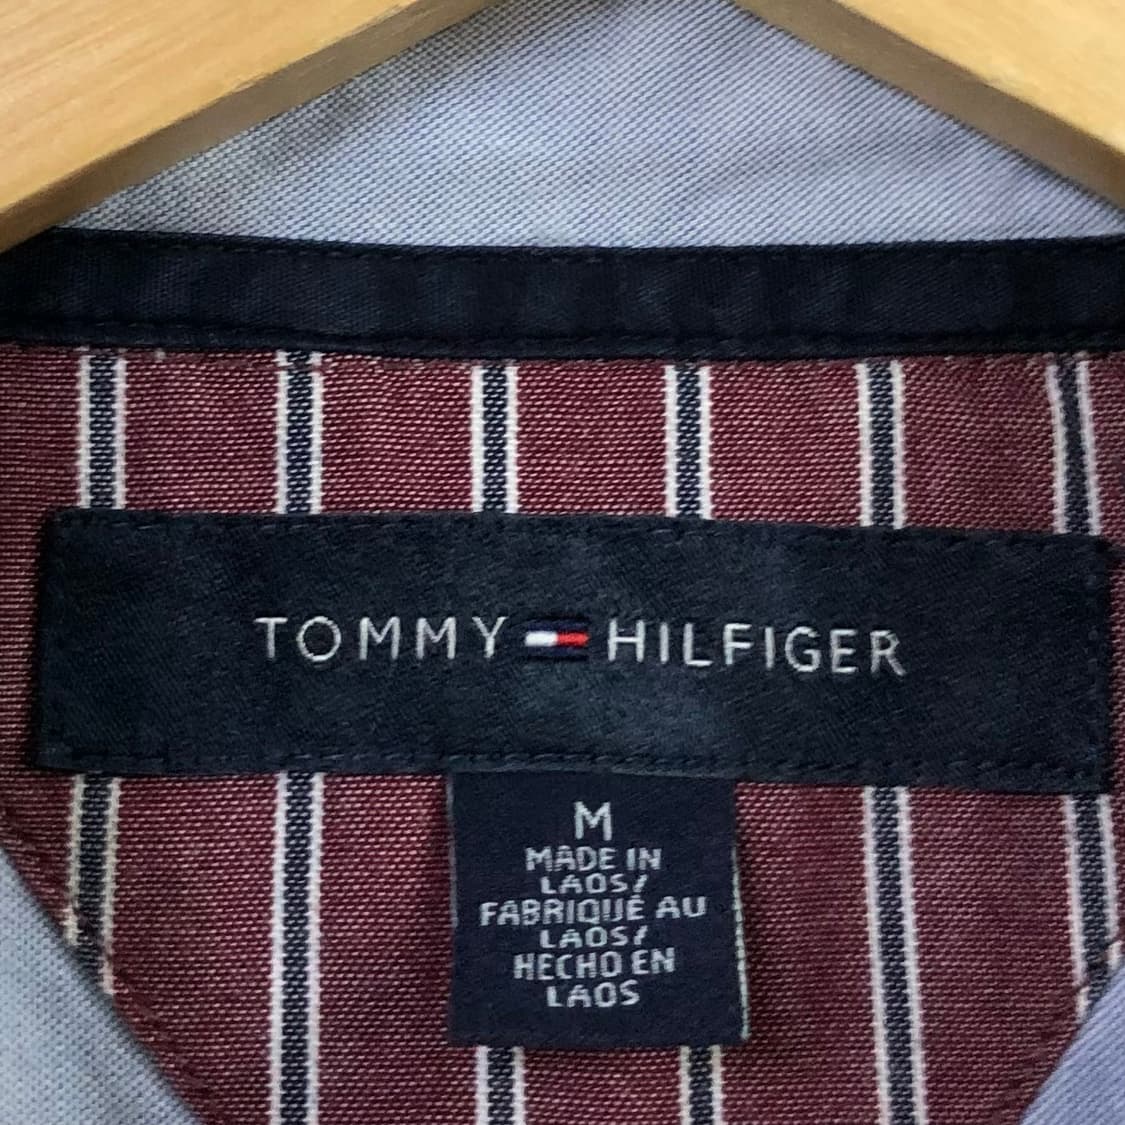 TOMMY HILFIGER
M
MADE IN
LAOS/
FABRIQUÉ AU
LAOS/
HECHO EN
LAOS